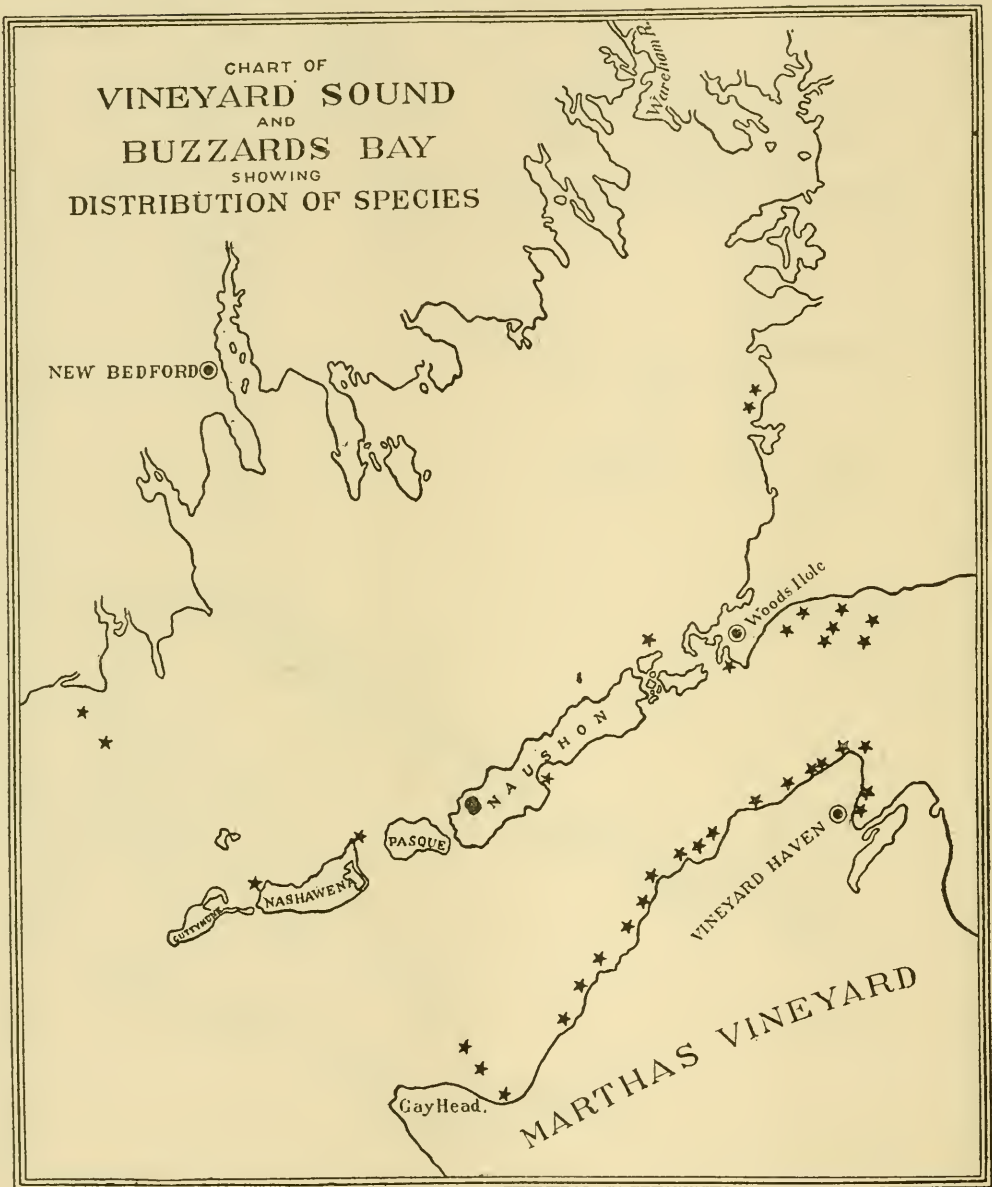 CHART OF
VINEYARD SOUND
AND
BUZZARDS BAY
SHOWING
DISTRIBUTION OF SPECIES
Wareham R.
NEW BEDFORD
Woods Hole
NAUSHON
PASQUE
NASHAWENA
CUTTYHUNK
VINEYARD HAVEN
MARTHAS VINEYARD
Gay Head.